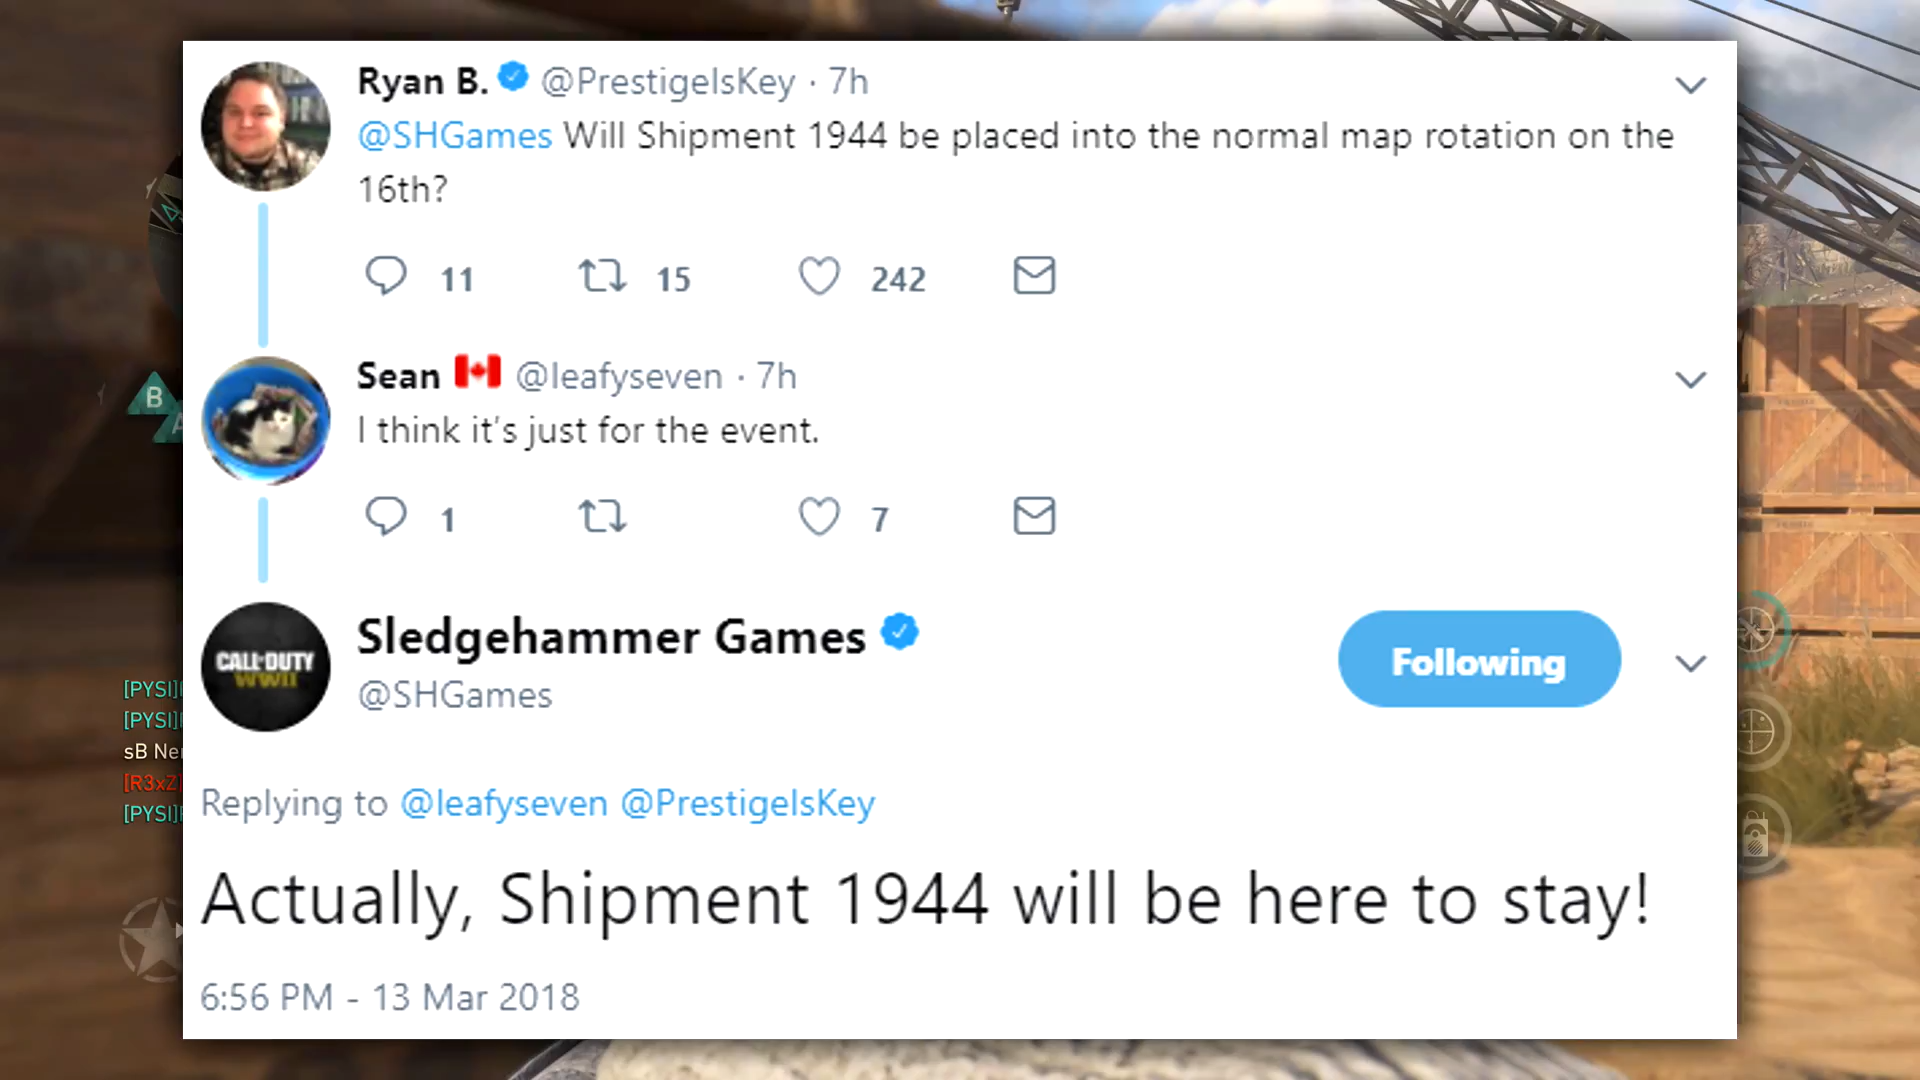 Ryan B. @PrestigeIsKey · 7h
@SHGames Will Shipment 1944 be placed into the normal map rotation on the
16th?
11 15 242
Sean @leafyseven · 7h
I think it's just for the event.
1 7
B
A
CALL OF DUTY
WWII
Sledgehammer Games
@SHGames
Following
[PYSI]
[PYSI]
sB
[R3xZ]
[PYSI]
Replying to @leafyseven @PrestigeIsKey
Actually, Shipment 1944 will be here to stay!
6:56 PM - 13 Mar 2018